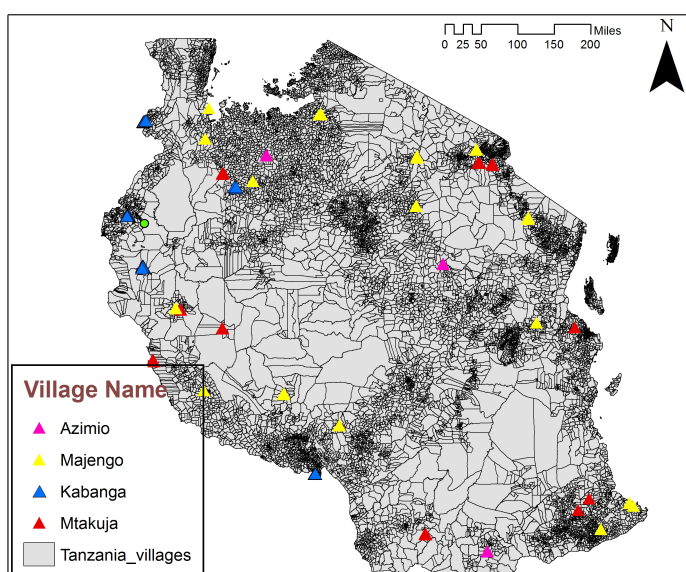 N
Miles
0 25 50 100 150 200
Village Name
Azimio
Majengo
Kabanga
Mtakuja
Tanzania_villages